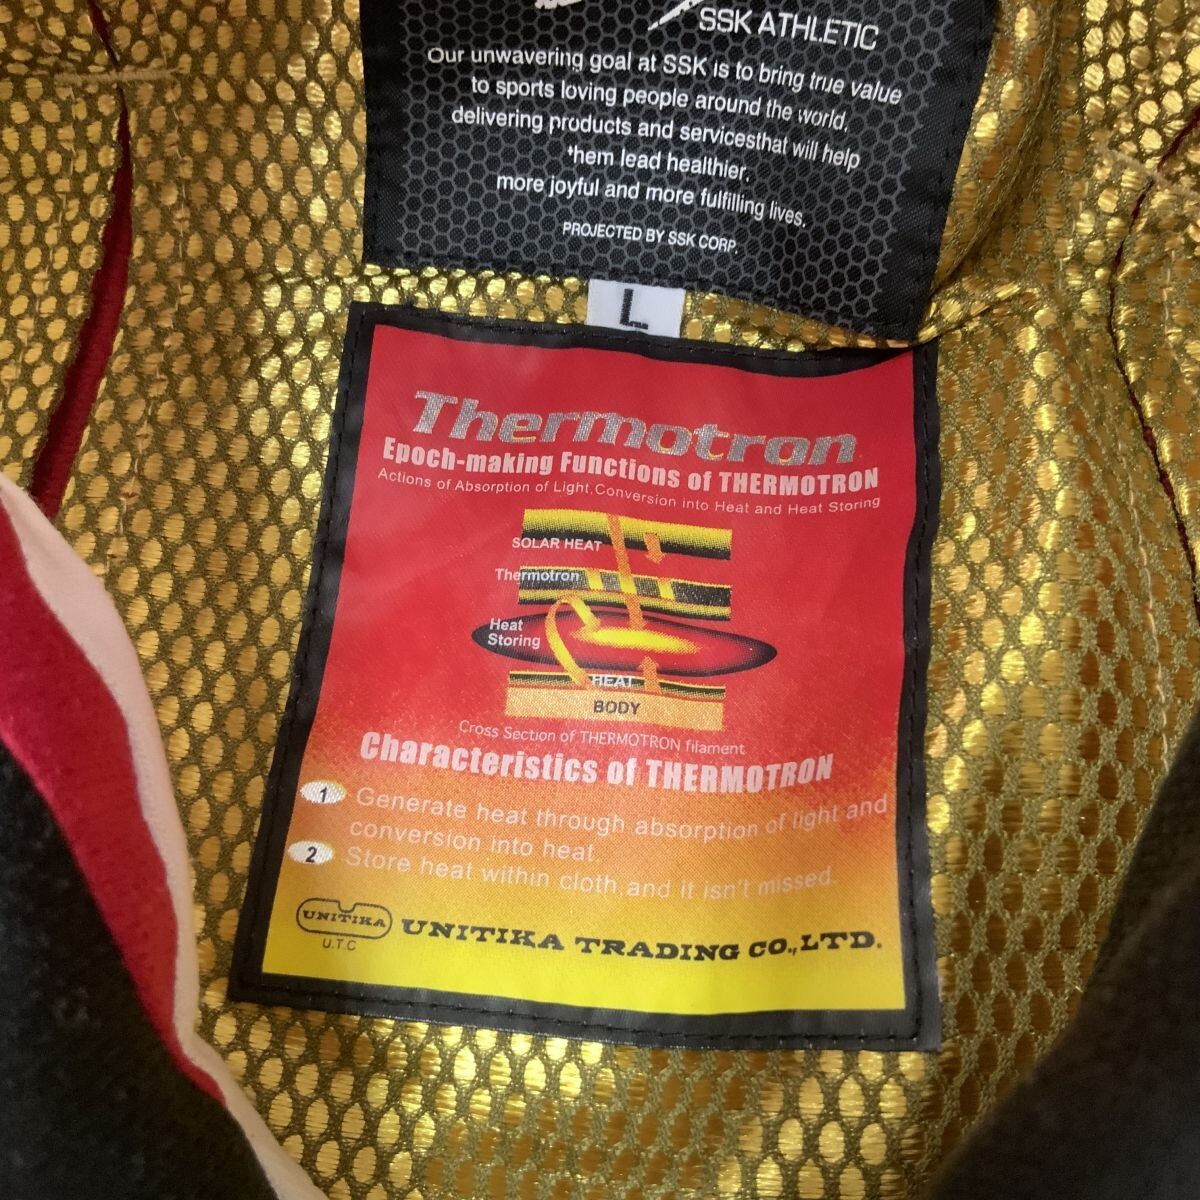 SSK ATHLETIC
Our unwavering goal at SSK is to bring true value
to sports loving people around the world,
delivering products and servicesthat will help
them lead healthier,
more joyful and more fulfilling lives.
PROJECTED BY SSK CORP.
L
Thermotron
Epoch-making Functions of THERMOTRON
Actions of Absorption of Light,Conversion into Heat and Heat Storing
SOLAR HEAT
Thermotron
Heat
Storing
HEAT
BODY
Cross Section of THERMOTRON filament
Characteristics of THERMOTRON
1 Generate heat through absorption of light and
conversion into heat.
2 Store heat within cloth,and it isn't missed.
UNITIKA
U.T.C
UNITIKA TRADING CO.,LTD.